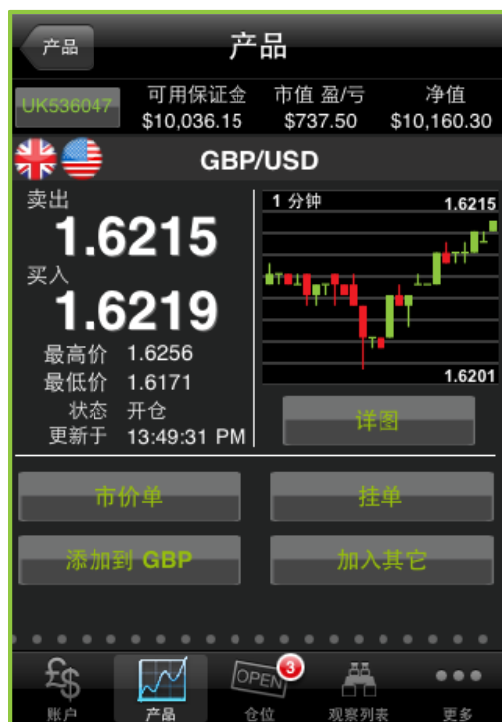 产品
产品
UK536047
可用保证金 市值 盈/亏 净值
$10,036.15 $737.50 $10,160.30
GBP/USD
卖出
1.6215
买入
1.6219
最高价 1.6256
最低价 1.6171
状态 开仓
更新于 13:49:31 PM
1 分钟 1.6215
1.6201
详图
市价单 挂单
添加到 GBP 加入其它
£$ OPEN 3
账户 产品 仓位 观察列表 更多